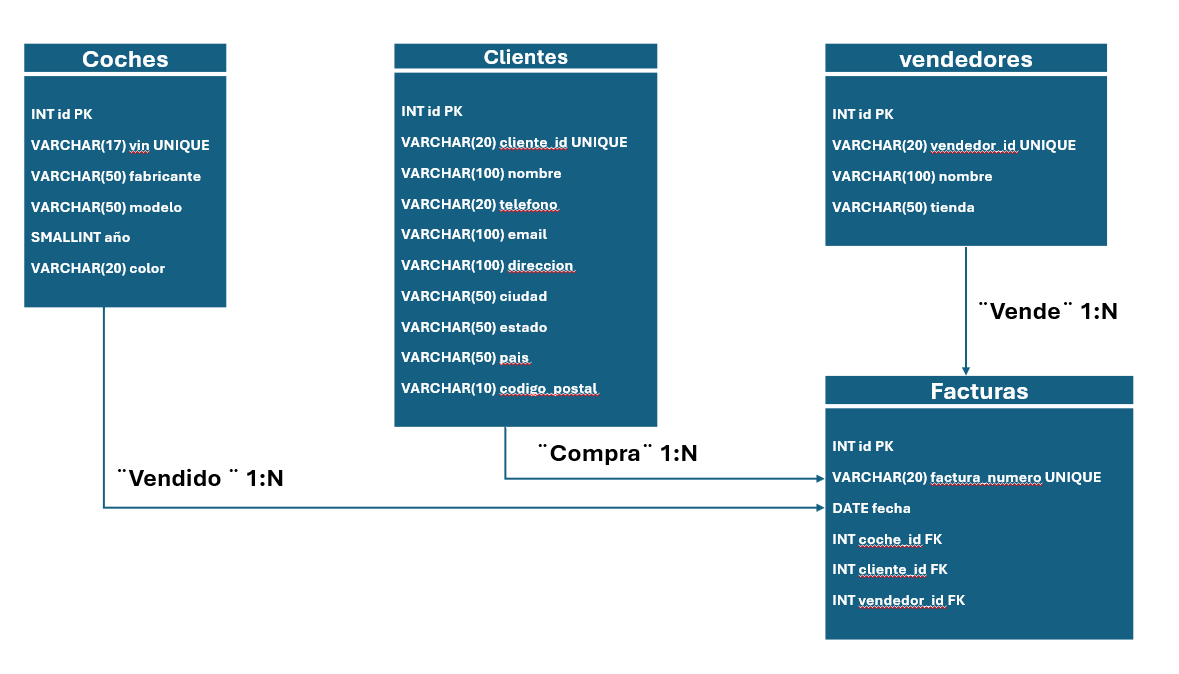 Coches
INT id PK
VARCHAR(17) vin UNIQUE
VARCHAR(50) fabricante
VARCHAR(50) modelo
SMALLINT año
VARCHAR(20) color
Clientes
INT id PK
VARCHAR(20) cliente_id UNIQUE
VARCHAR(100) nombre
VARCHAR(20) telefono
VARCHAR(100) email
VARCHAR(100) direccion
VARCHAR(50) ciudad
VARCHAR(50) estado
VARCHAR(50) pais
VARCHAR(10) codigo_postal
vendedores
INT id PK
VARCHAR(20) vendedor_id UNIQUE
VARCHAR(100) nombre
VARCHAR(50) tienda
¨Vende¨ 1:N
¨Compra¨ 1:N
¨Vendido ¨ 1:N
Facturas
INT id PK
VARCHAR(20) factura_numero UNIQUE
DATE fecha
INT coche_id FK
INT cliente_id FK
INT vendedor_id FK